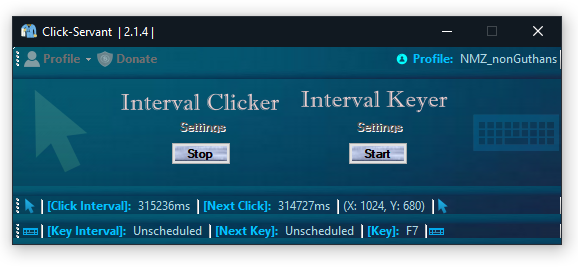 Click-Servant | 2.1.4 |
Profile Donate Profile: NMZ_nonGuthans
Interval Clicker Interval Keyer
Settings Settings
Stop Start
[Click Interval]: 315236ms [Next Click]: 314727ms (X: 1024, Y: 680)
[Key Interval]: Unscheduled [Next Key]: Unscheduled [Key]: F7